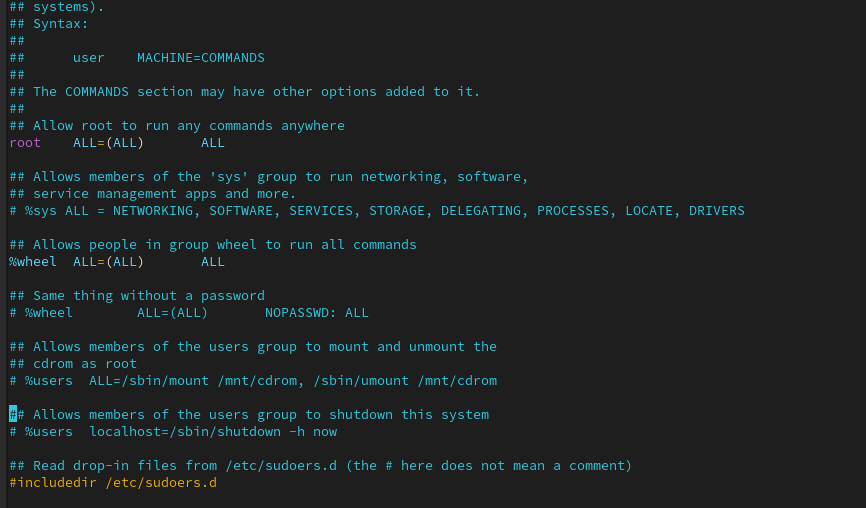 ## systems).
## Syntax:
##
##      user    MACHINE=COMMANDS
##
## The COMMANDS section may have other options added to it.
##
## Allow root to run any commands anywhere
root    ALL=(ALL)       ALL

## Allows members of the 'sys' group to run networking, software,
## service management apps and more.
# %sys ALL = NETWORKING, SOFTWARE, SERVICES, STORAGE, DELEGATING, PROCESSES, LOCATE, DRIVERS

## Allows people in group wheel to run all commands
%wheel  ALL=(ALL)       ALL

## Same thing without a password
# %wheel        ALL=(ALL)       NOPASSWD: ALL

## Allows members of the users group to mount and unmount the
## cdrom as root
# %users  ALL=/sbin/mount /mnt/cdrom, /sbin/umount /mnt/cdrom

## Allows members of the users group to shutdown this system
# %users  localhost=/sbin/shutdown -h now

## Read drop-in files from /etc/sudoers.d (the # here does not mean a comment)
#includedir /etc/sudoers.d